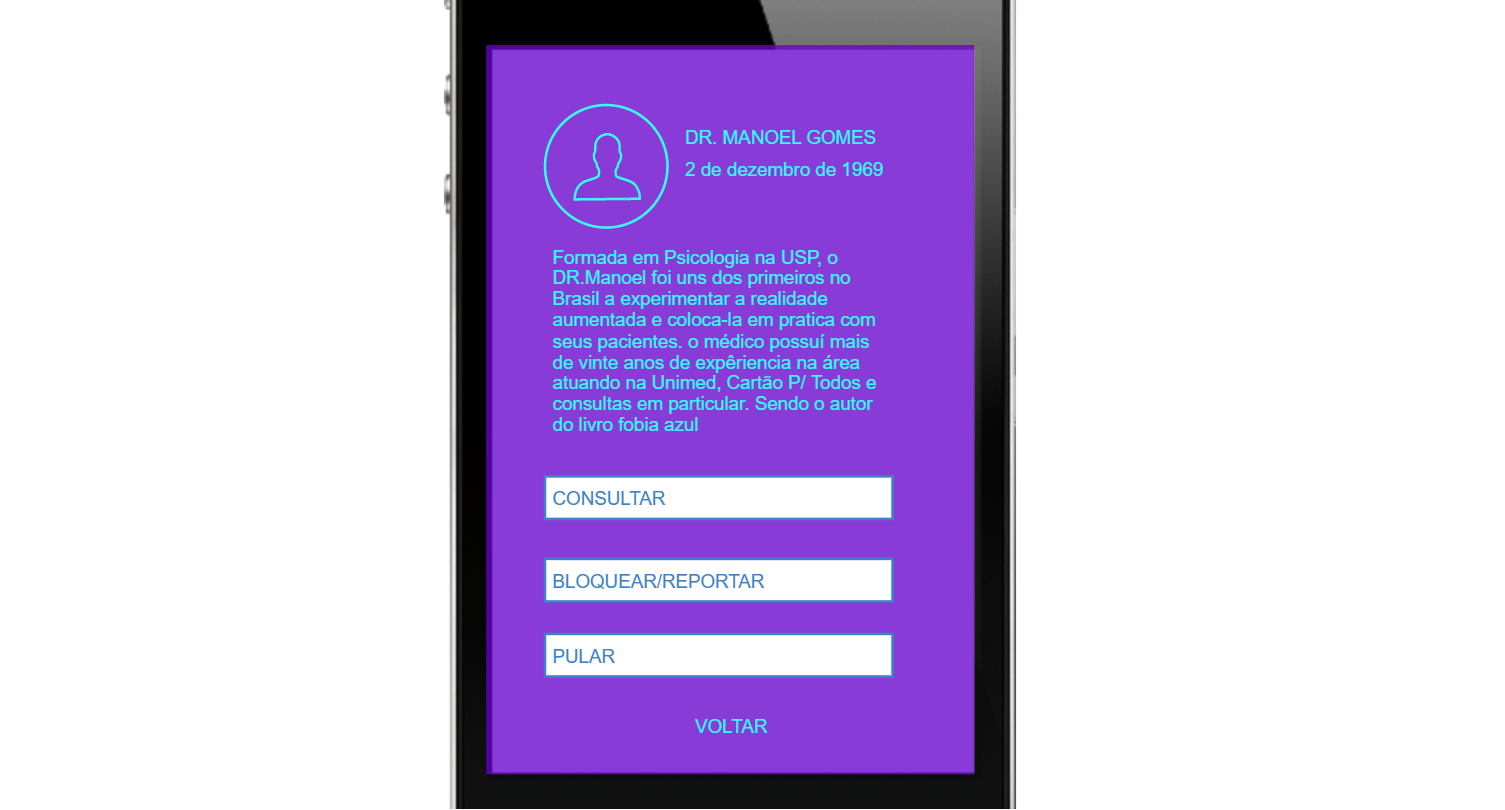 DR. MANOEL GOMES
2 de dezembro de 1969
Formada em Psicologia na USP, o
DR.Manoel foi uns dos primeiros no
Brasil a experimentar a realidade
aumentada e coloca-la em pratica com
seus pacientes. o médico possuí mais
de vinte anos de expêriencia na área
atuando na Unimed, Cartão P/ Todos e
consultas em particular. Sendo o autor
do livro fobia azul
CONSULTAR
BLOQUEAR/REPORTAR
PULAR
VOLTAR